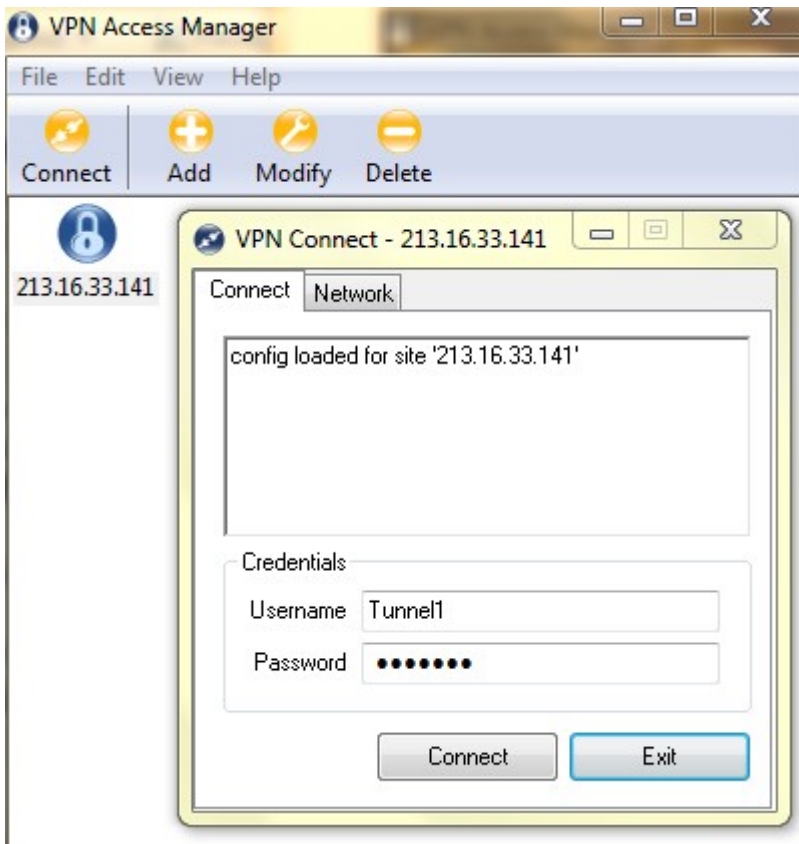 VPN Access Manager
File Edit View Help
Connect Add Modify Delete
213.16.33.141
VPN Connect - 213.16.33.141
Connect Network
config loaded for site '213.16.33.141'
Credentials
Username Tunnel1
Password •••••••
Connect Exit